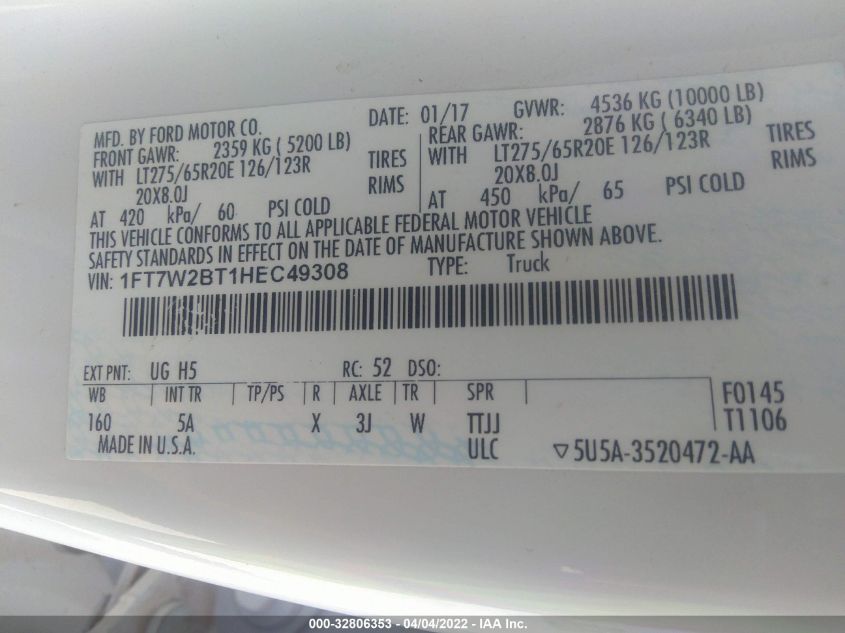 MFD. BY FORD MOTOR CO.
DATE: 01/17 GVWR: 4536 KG (10000 LB)
FRONT GAWR: 2359 KG ( 5200 LB)
REAR GAWR: 2876 KG ( 6340 LB)
WITH LT275/65R20E 126/123R TIRES
WITH LT275/65R20E 126/123R TIRES
20X8.0J RIMS
20X8.0J RIMS
AT 420 kPa/ 60 PSI COLD
AT 450 kPa/ 65 PSI COLD
THIS VEHICLE CONFORMS TO ALL APPLICABLE FEDERAL MOTOR VEHICLE
SAFETY STANDARDS IN EFFECT ON THE DATE OF MANUFACTURE SHOWN ABOVE.
VIN: 1FT7W2BT1HEC49308 TYPE: Truck
EXT PNT: UG H5 RC: 52 DSO:
WB INT TR TP/PS R AXLE TR SPR F0145
160 5A X 3J W TTJJ T1106
MADE IN U.S.A. ULC ▽5U5A-3520472-AA
000-32806353 - 04/04/2022 - IAA Inc.